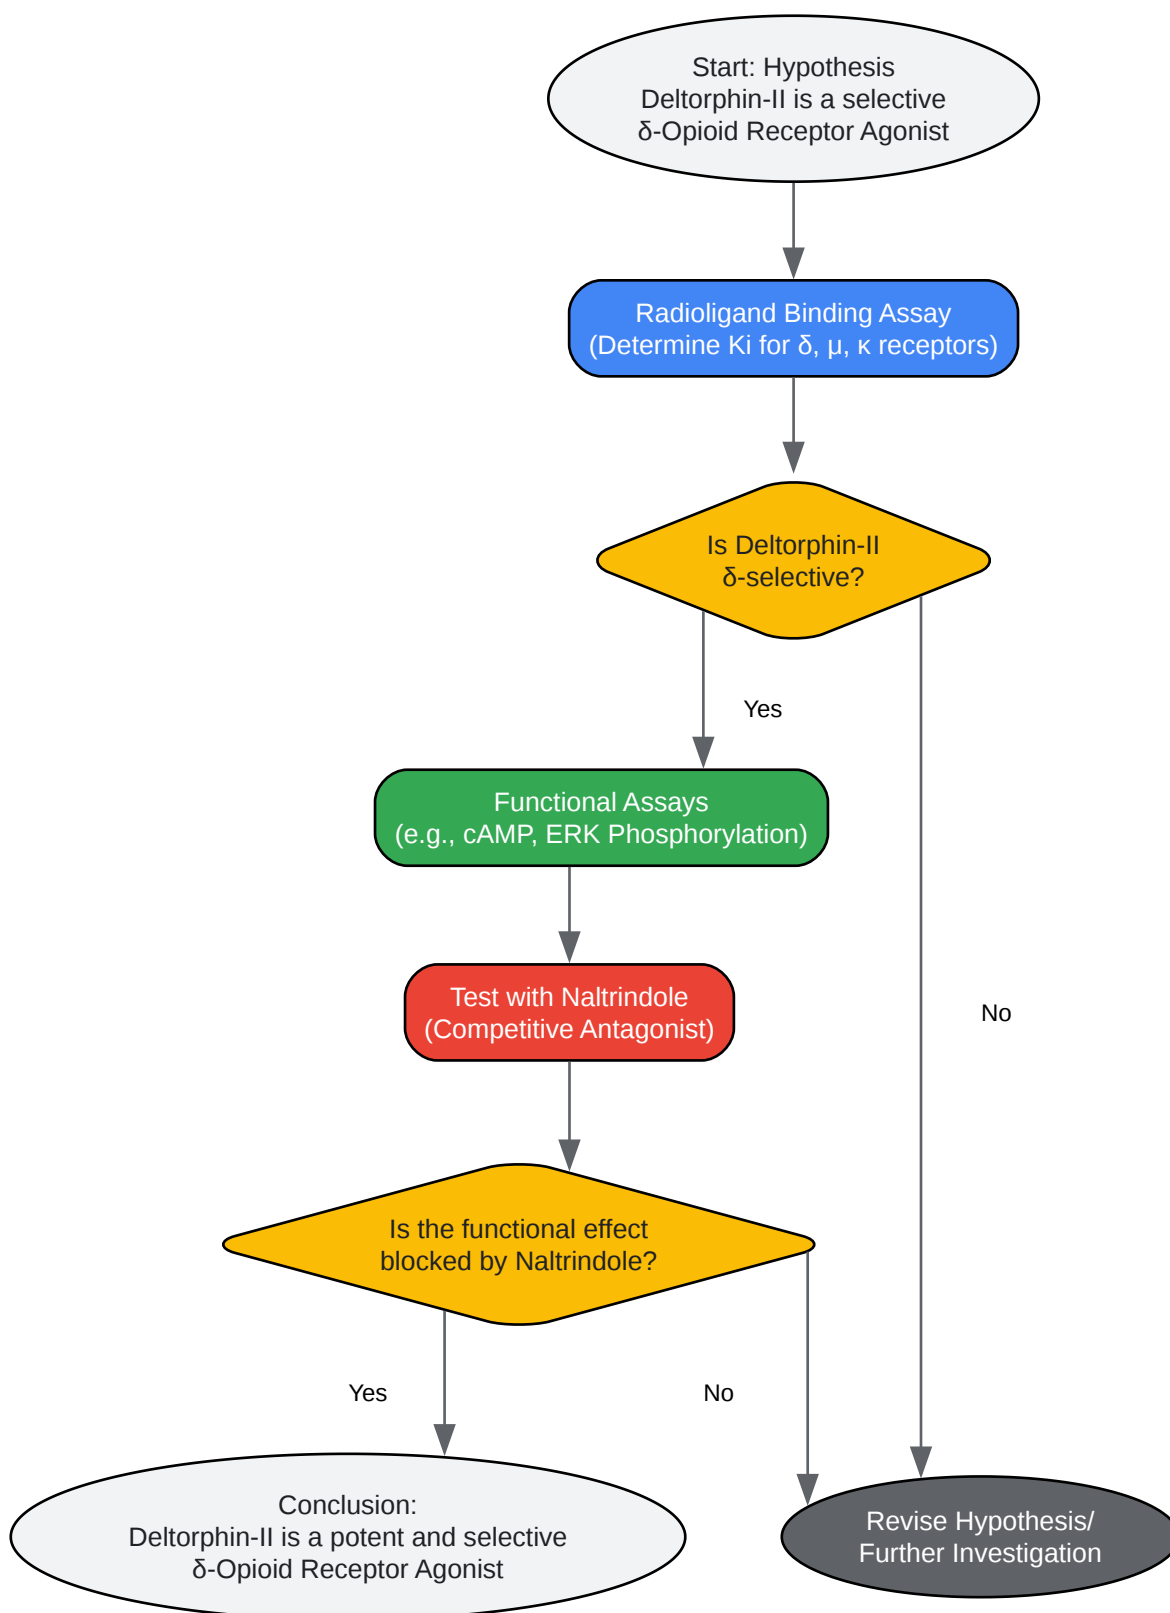 Start: Hypothesis
Deltorphin-II is a selective
δ-Opioid Receptor Agonist
Radioligand Binding Assay
(Determine Ki for δ, μ, κ receptors)
Is Deltorphin-II
δ-selective?
Yes
Functional Assays
(e.g., cAMP, ERK Phosphorylation)
Test with Naltrindole
(Competitive Antagonist)
No
Is the functional effect
blocked by Naltrindole?
Yes
No
Conclusion:
Deltorphin-II is a potent and selective
δ-Opioid Receptor Agonist
Revise Hypothesis/
Further Investigation